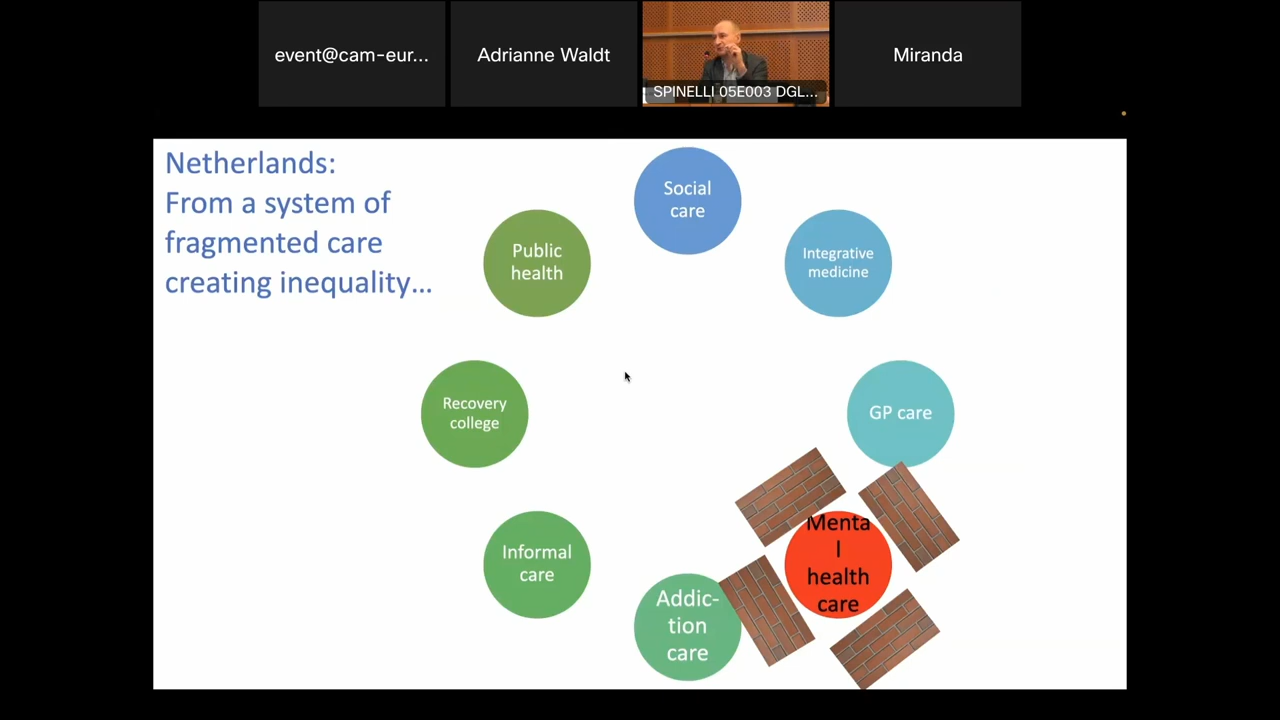 event@cam-eur...
Adrianne Waldt
SPINELLI 05E003 DGL...
Miranda
Netherlands:
From a system of
fragmented care
creating inequality...
Social
care
Public
health
Integrative
medicine
Recovery
college
GP care
Informal
care
Addic-
tion
care
Menta
l
health
care